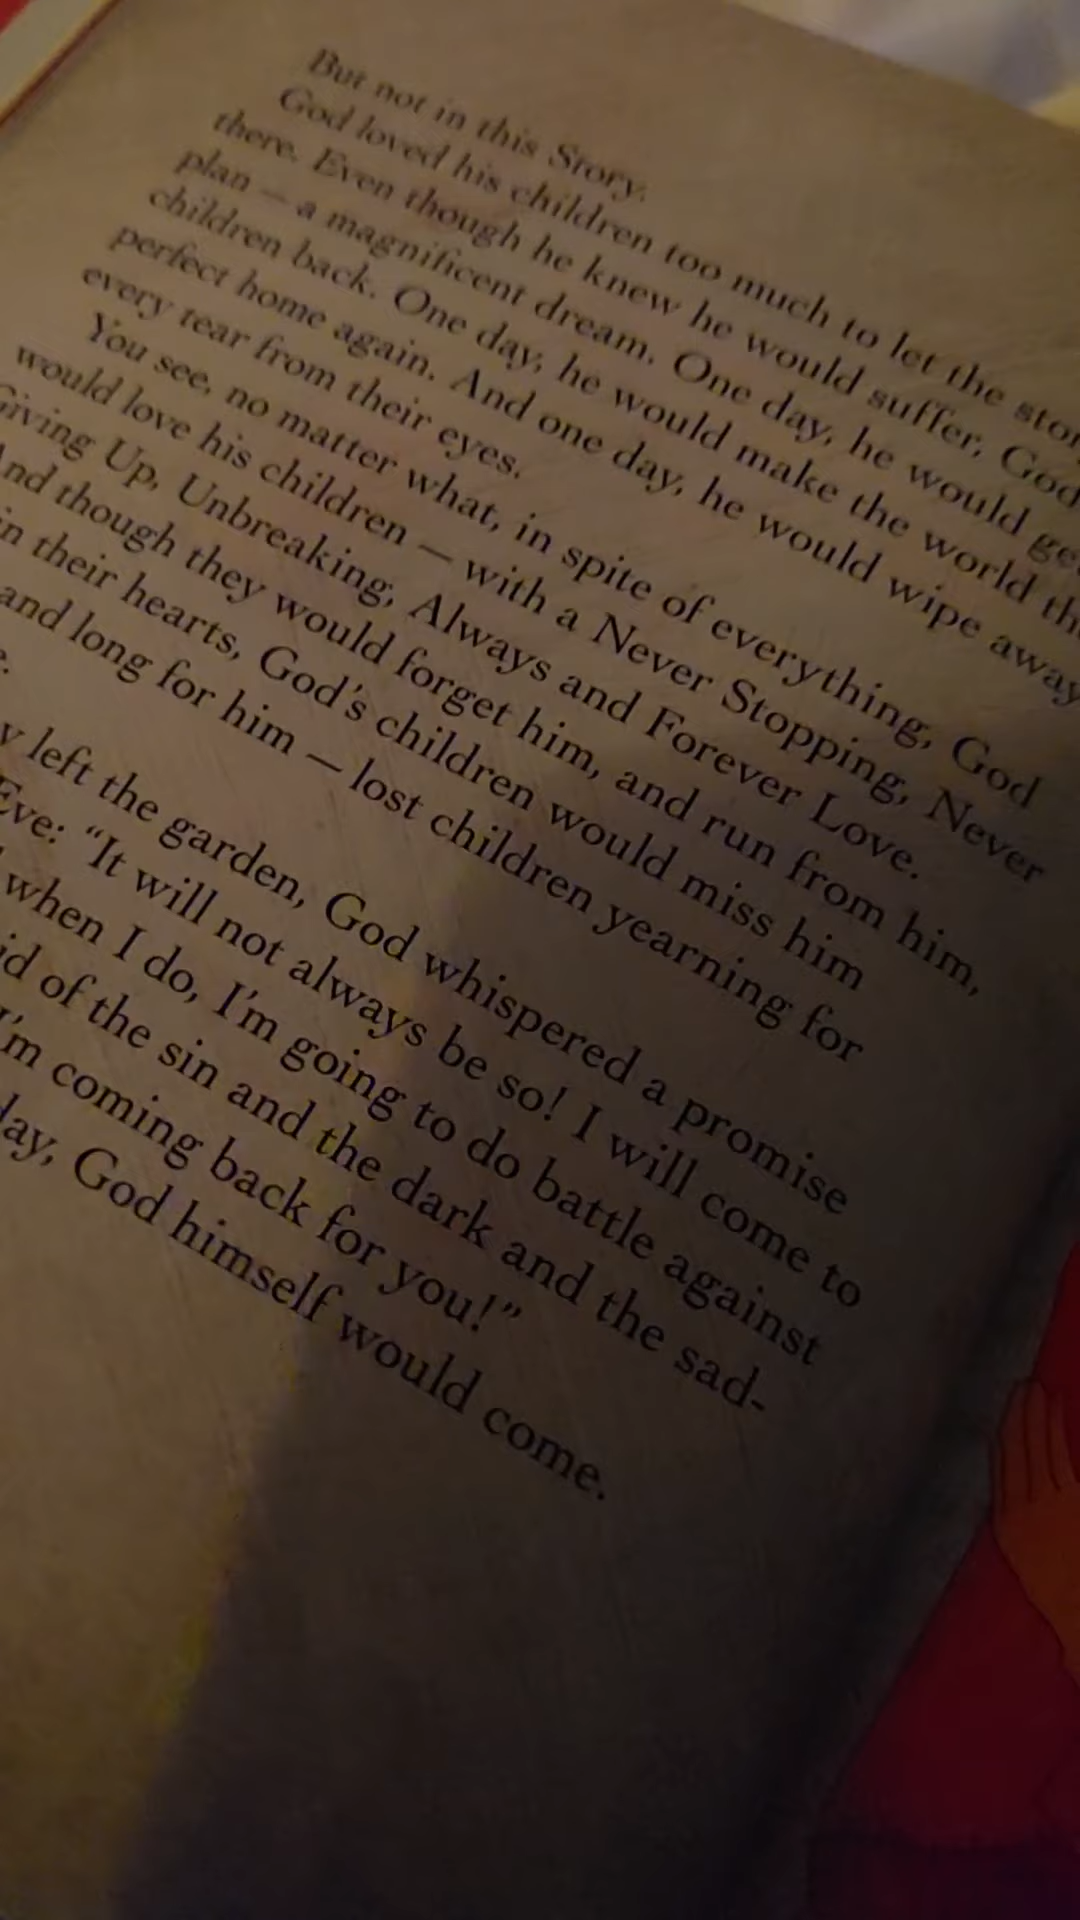 But not in this Story.
God loved his children too much to let the story
there. Even though he knew he would suffer, God
plan — a magnificent dream. One day, he would get
children back. One day, he would make the world th
perfect home again. And one day, he would wipe away
every tear from their eyes.
You see, no matter what, in spite of everything, God
would love his children — with a Never Stopping, Never
Giving Up, Unbreaking, Always and Forever Love.
And though they would forget him, and run from him,
in their hearts, God's children would miss him
and long for him — lost children yearning for
e.
y left the garden, God whispered a promise
Eve: “It will not always be so! I will come to
when I do, I'm going to do battle against
id of the sin and the dark and the sad-
I'm coming back for you!”
day, God himself would come.